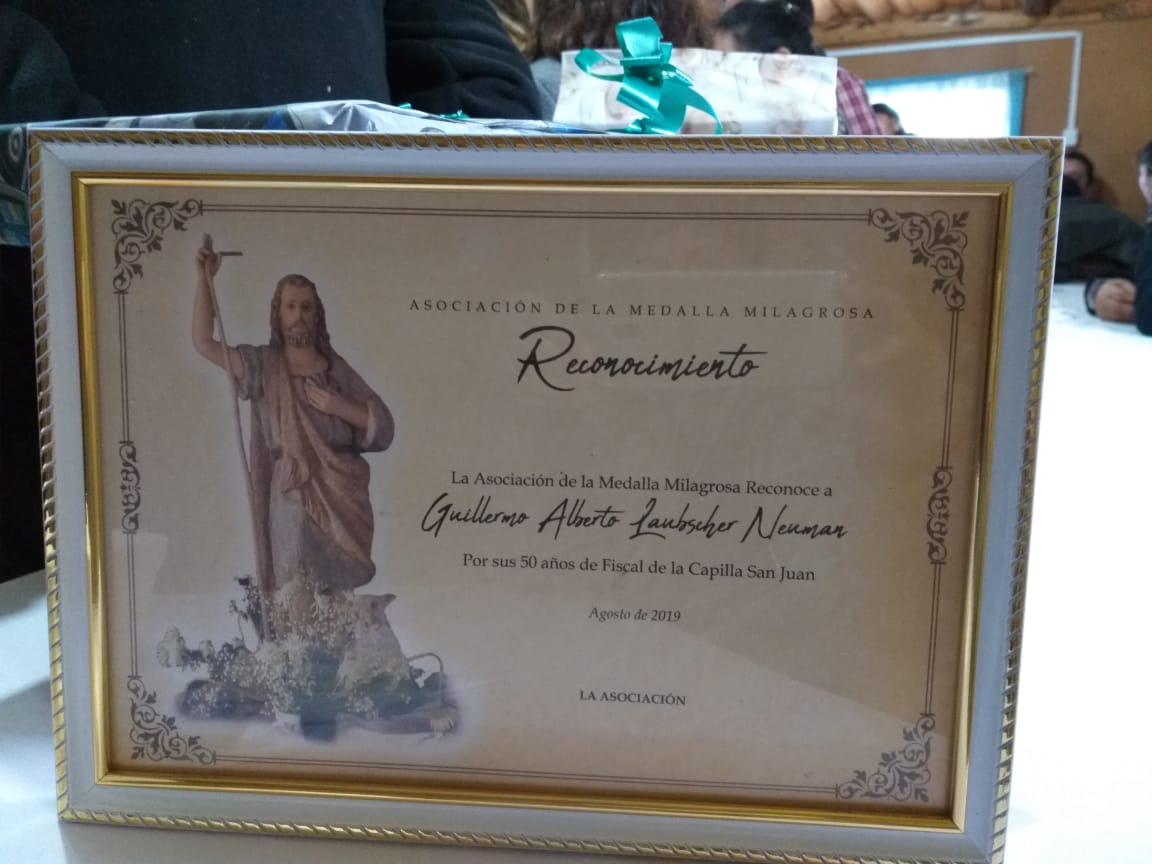 ASOCIACIÓN DE LA MEDALLA MILAGROSA
Reconocimiento
La Asociación de la Medalla Milagrosa Reconoce a
Guillermo Alberto Laubscher Neuman
Por sus 50 años de Fiscal de la Capilla San Juan
Agosto de 2019
LA ASOCIACIÓN